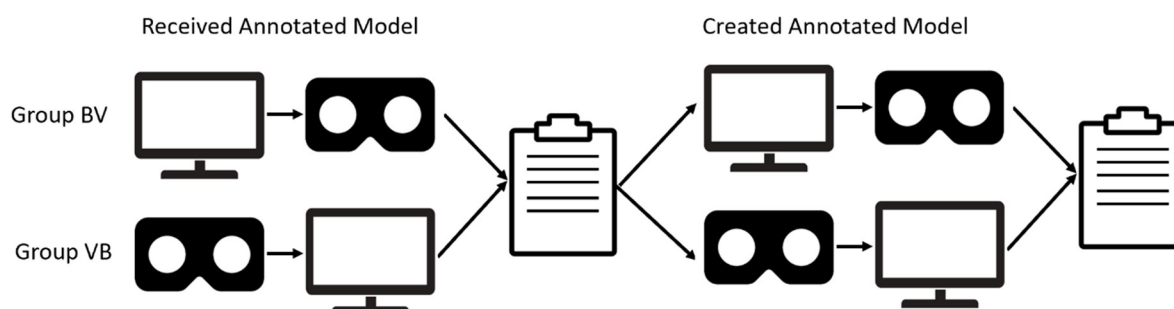 Received Annotated Model
Created Annotated Model
Group BV
Group VB